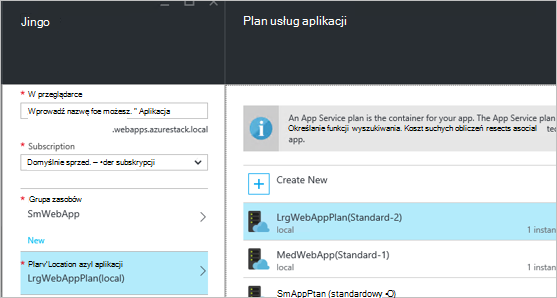 Jingo
Plan usług aplikacji
* W przeglądarce
Wprowadź nazwę foe możesz. " Aplikacja
.webapps.azurestack.local
* Subscription
Domyślnie sprzed. – •der subskrypcji
* Grupa zasobów
SmWebApp
New
* Planv'Location azyl aplikacji
LrgWebAppPlan(local)
An App Service plan is the container for your app. The App Service plan
Określanie funkcji wyszukiwania. Koszt suchych obliczeń resects asocial tec
app.
Create New
LrgWebAppPlan(Standard-2)
local
1 instan
MedWebApp(Standard-1)
local
1 instan
SmAppPtan (standardowy •O)